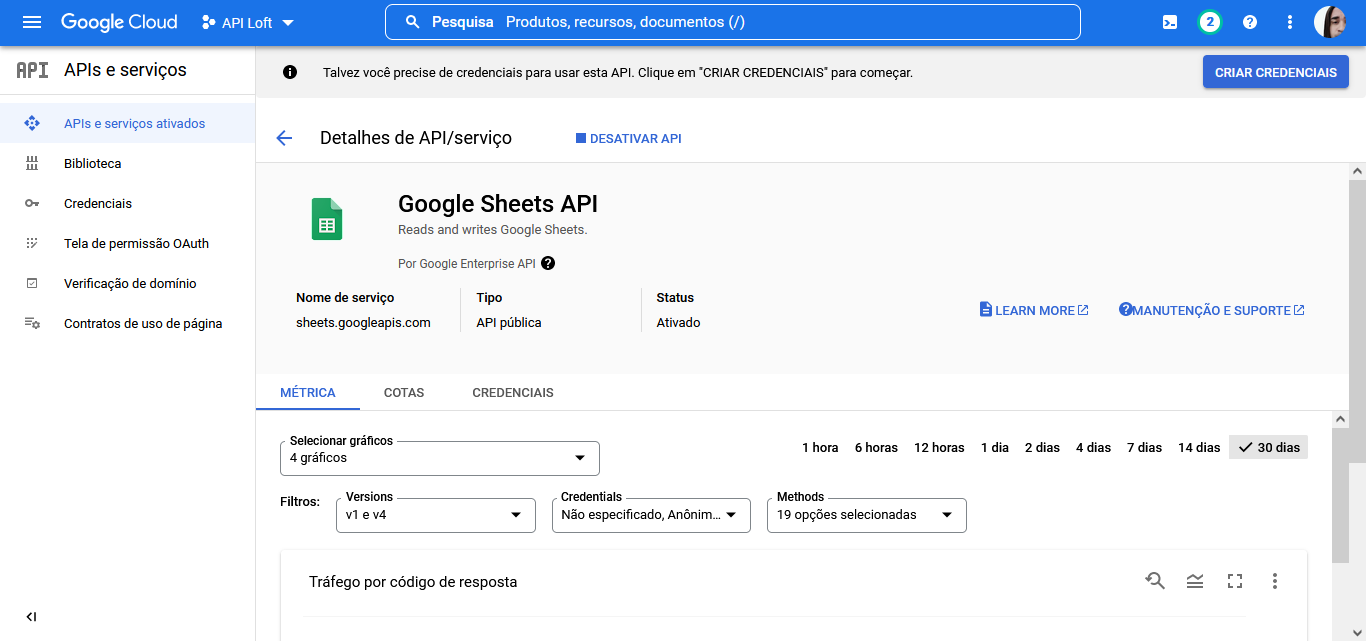 Google Cloud
API Loft
Pesquisa Produtos, recursos, documentos (/)
2
API APIs e serviços
APIs e serviços ativados
Biblioteca
Credenciais
Tela de permissão OAuth
Verificação de domínio
Contratos de uso de página
Talvez você precise de credenciais para usar esta API. Clique em "CRIAR CREDENCIAIS" para começar.
CRIAR CREDENCIAIS
Detalhes de API/serviço
DESATIVAR API
Google Sheets API
Reads and writes Google Sheets.
Por Google Enterprise API
Nome de serviço
sheets.googleapis.com
Tipo
API pública
Status
Ativado
LEARN MORE
MANUTENÇÃO E SUPORTE
MÉTRICA COTAS CREDENCIAIS
Selecionar gráficos
4 gráficos
1 hora 6 horas 12 horas 1 dia 2 dias 4 dias 7 dias 14 dias 30 dias
Filtros:
Versions
v1 e v4
Credentials
Não especificado, Anônim...
Methods
19 opções selecionadas
Tráfego por código de resposta